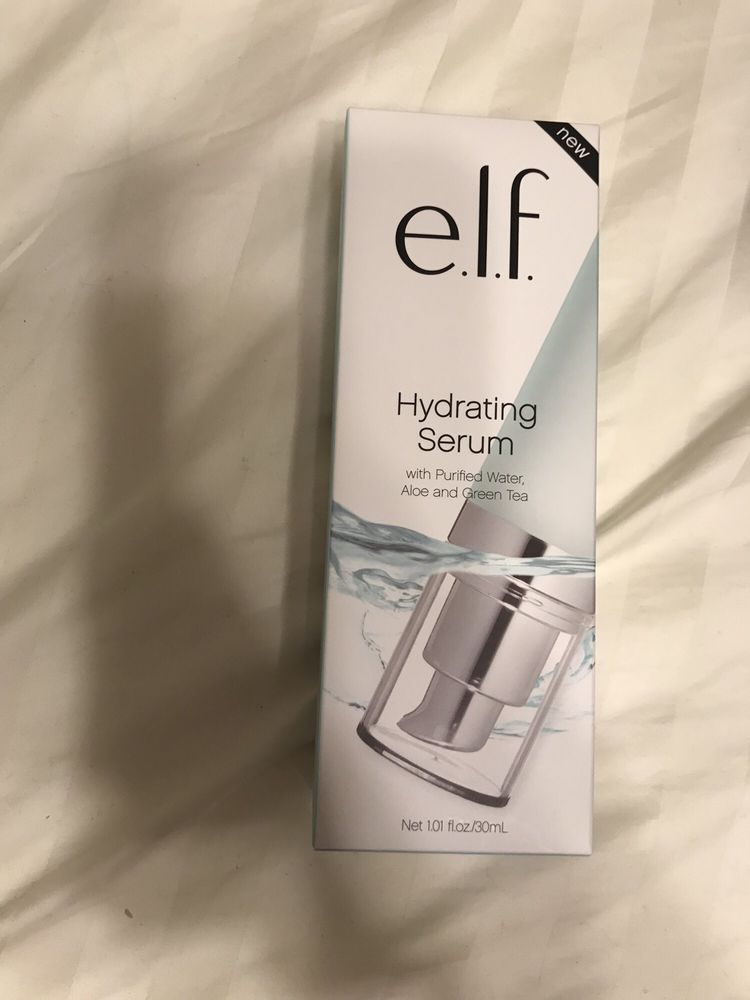 new
e.l.f.
Hydrating
Serum
with Purified Water,
Aloe and Green Tea
Net 1.01 fl.oz./30mL